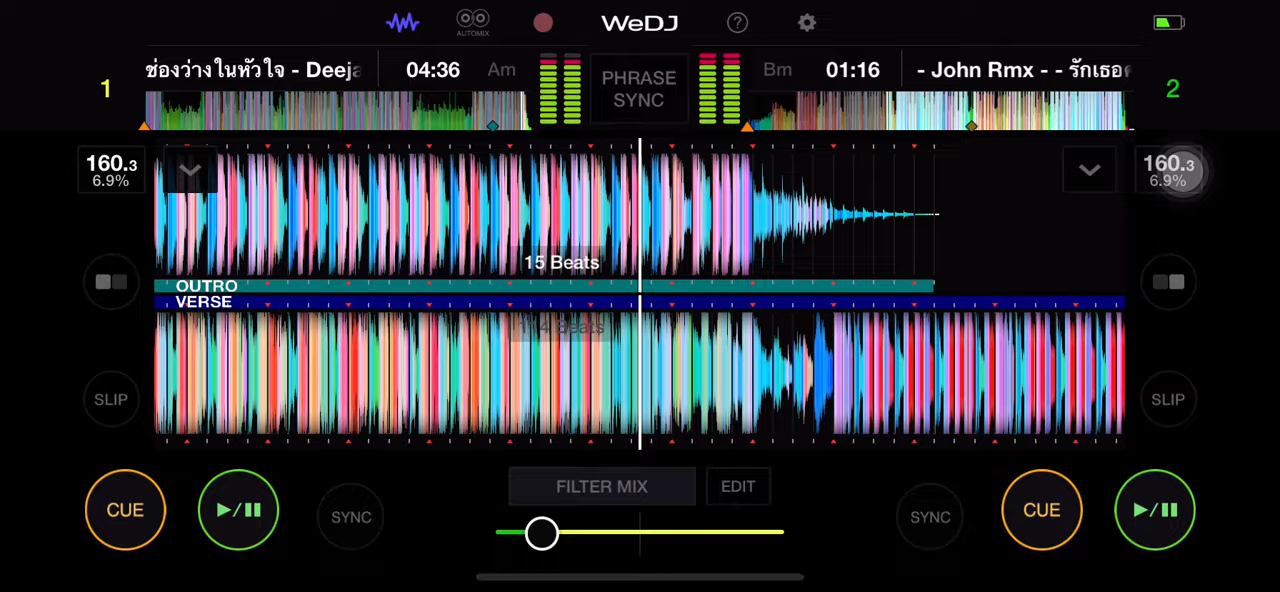 AUTOMIX
WeDJ
?
1
ช่องว่างในหัวใจ - Deeja
04:36
Am
PHRASE
SYNC
Bm
01:16
- John Rmx - - รักเธอ
2
160.3
6.9%
160.3
6.9%
15 Beats
OUTRO
VERSE
Beats
SLIP
SLIP
CUE
SYNC
FILTER MIX
EDIT
SYNC
CUE